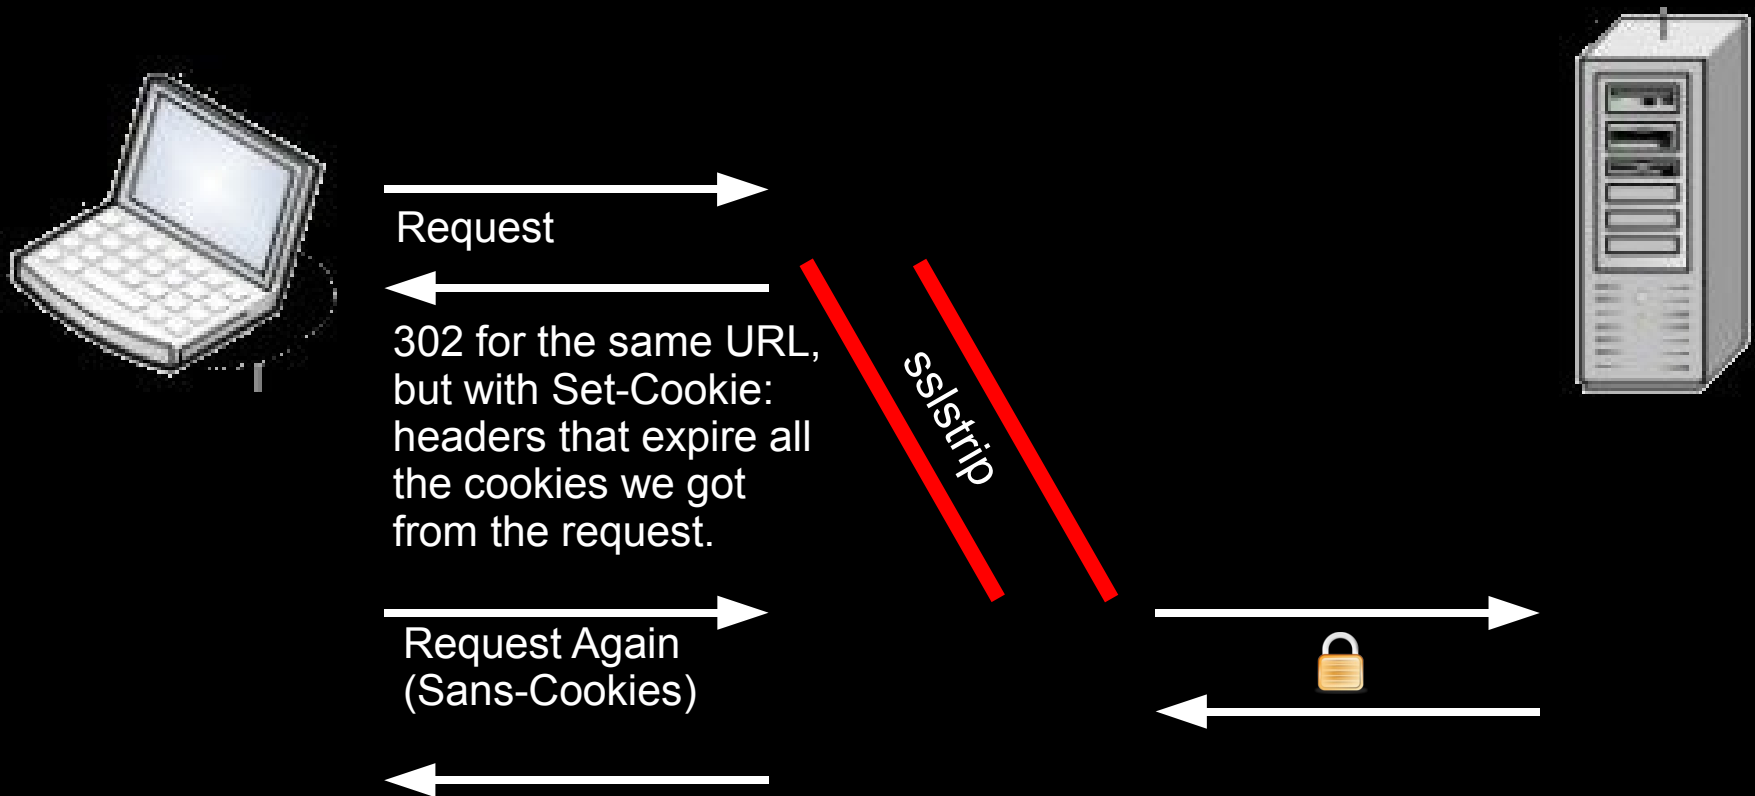 Request
302 for the same URL,
but with Set-Cookie:
headers that expire all
the cookies we got
from the request.
sslstrip
Request Again
(Sans-Cookies)